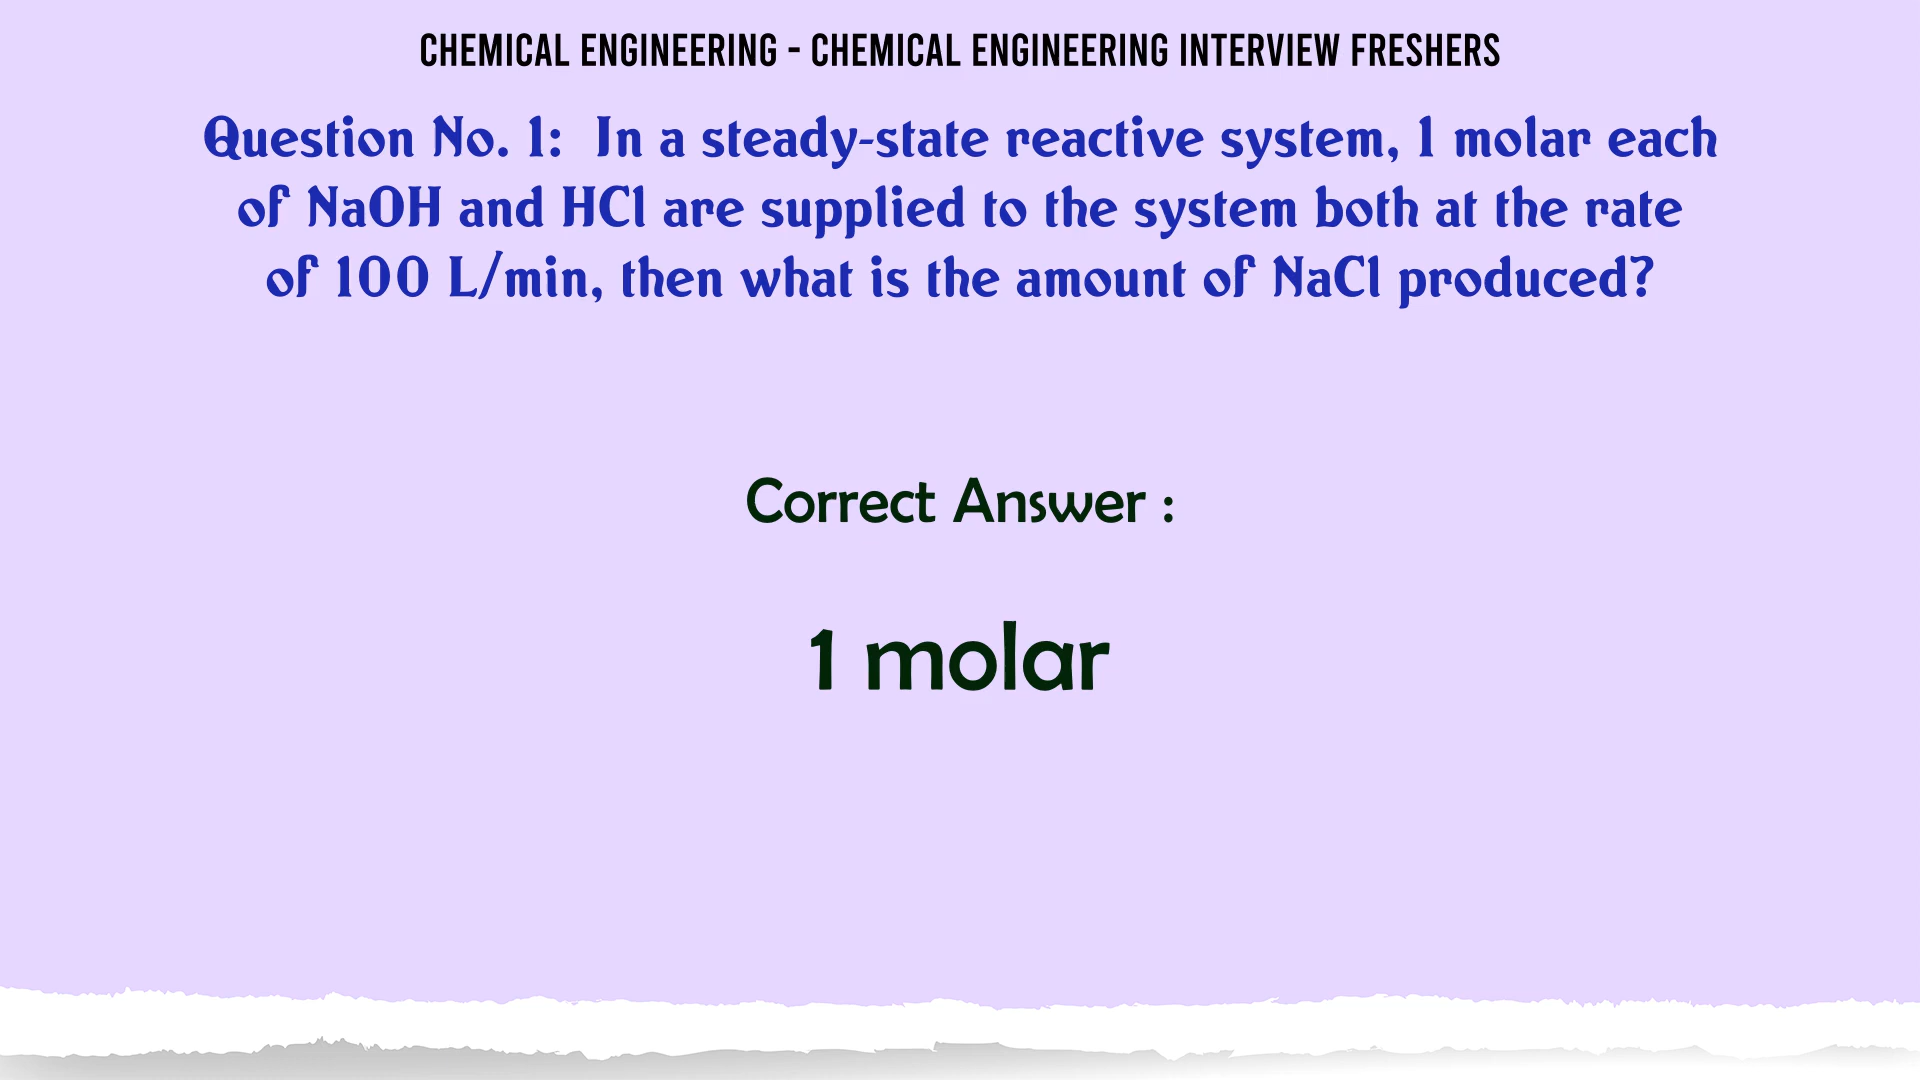 CHEMICAL ENGINEERING - CHEMICAL ENGINEERING INTERVIEW FRESHERS
Question No. 1: In a steady-state reactive system, 1 molar each
of NaOH and HCl are supplied to the system both at the rate
of 100 L/min, then what is the amount of NaCl produced?
Correct Answer :
1 molar